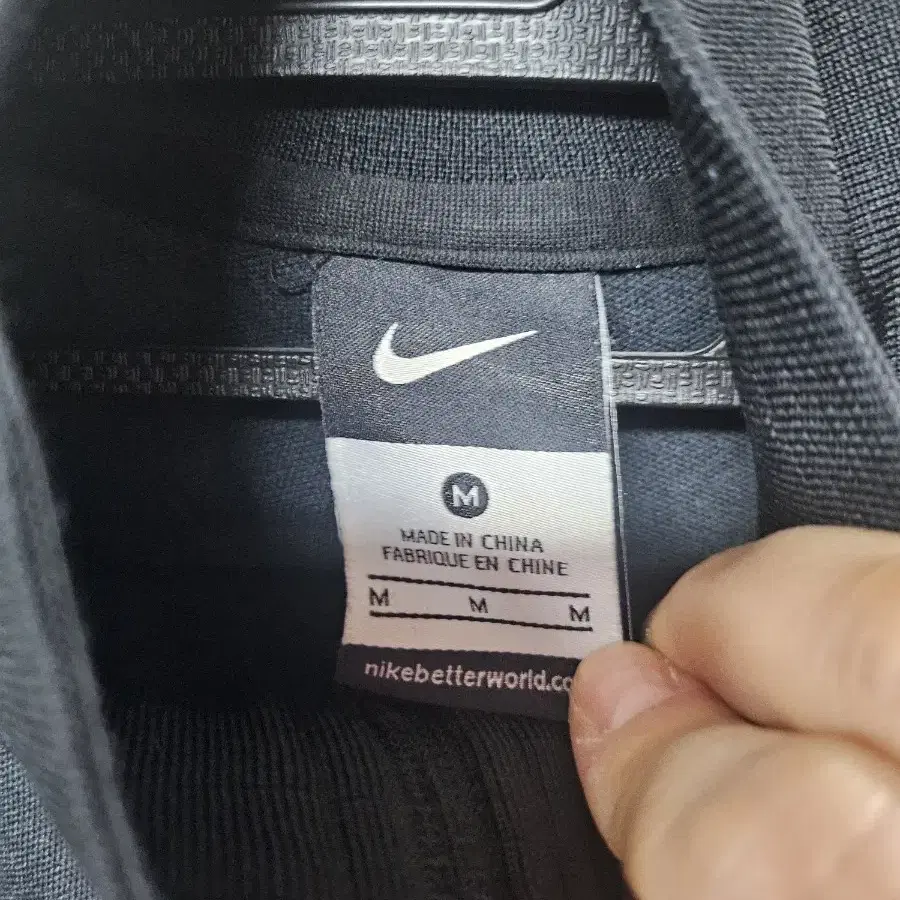 M
MADE IN CHINA
FABRIQUE EN CHINE
M M M
nikebetterworld.co